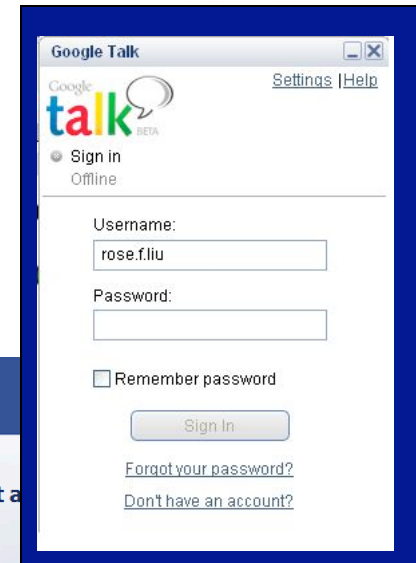 Google Talk
Settings | Help
Google
talk
BETA
Sign in
Offline
Username:
rose.f.liu
Password:
Remember password
Sign In
Forgot your password?
Don't have an account?
t a